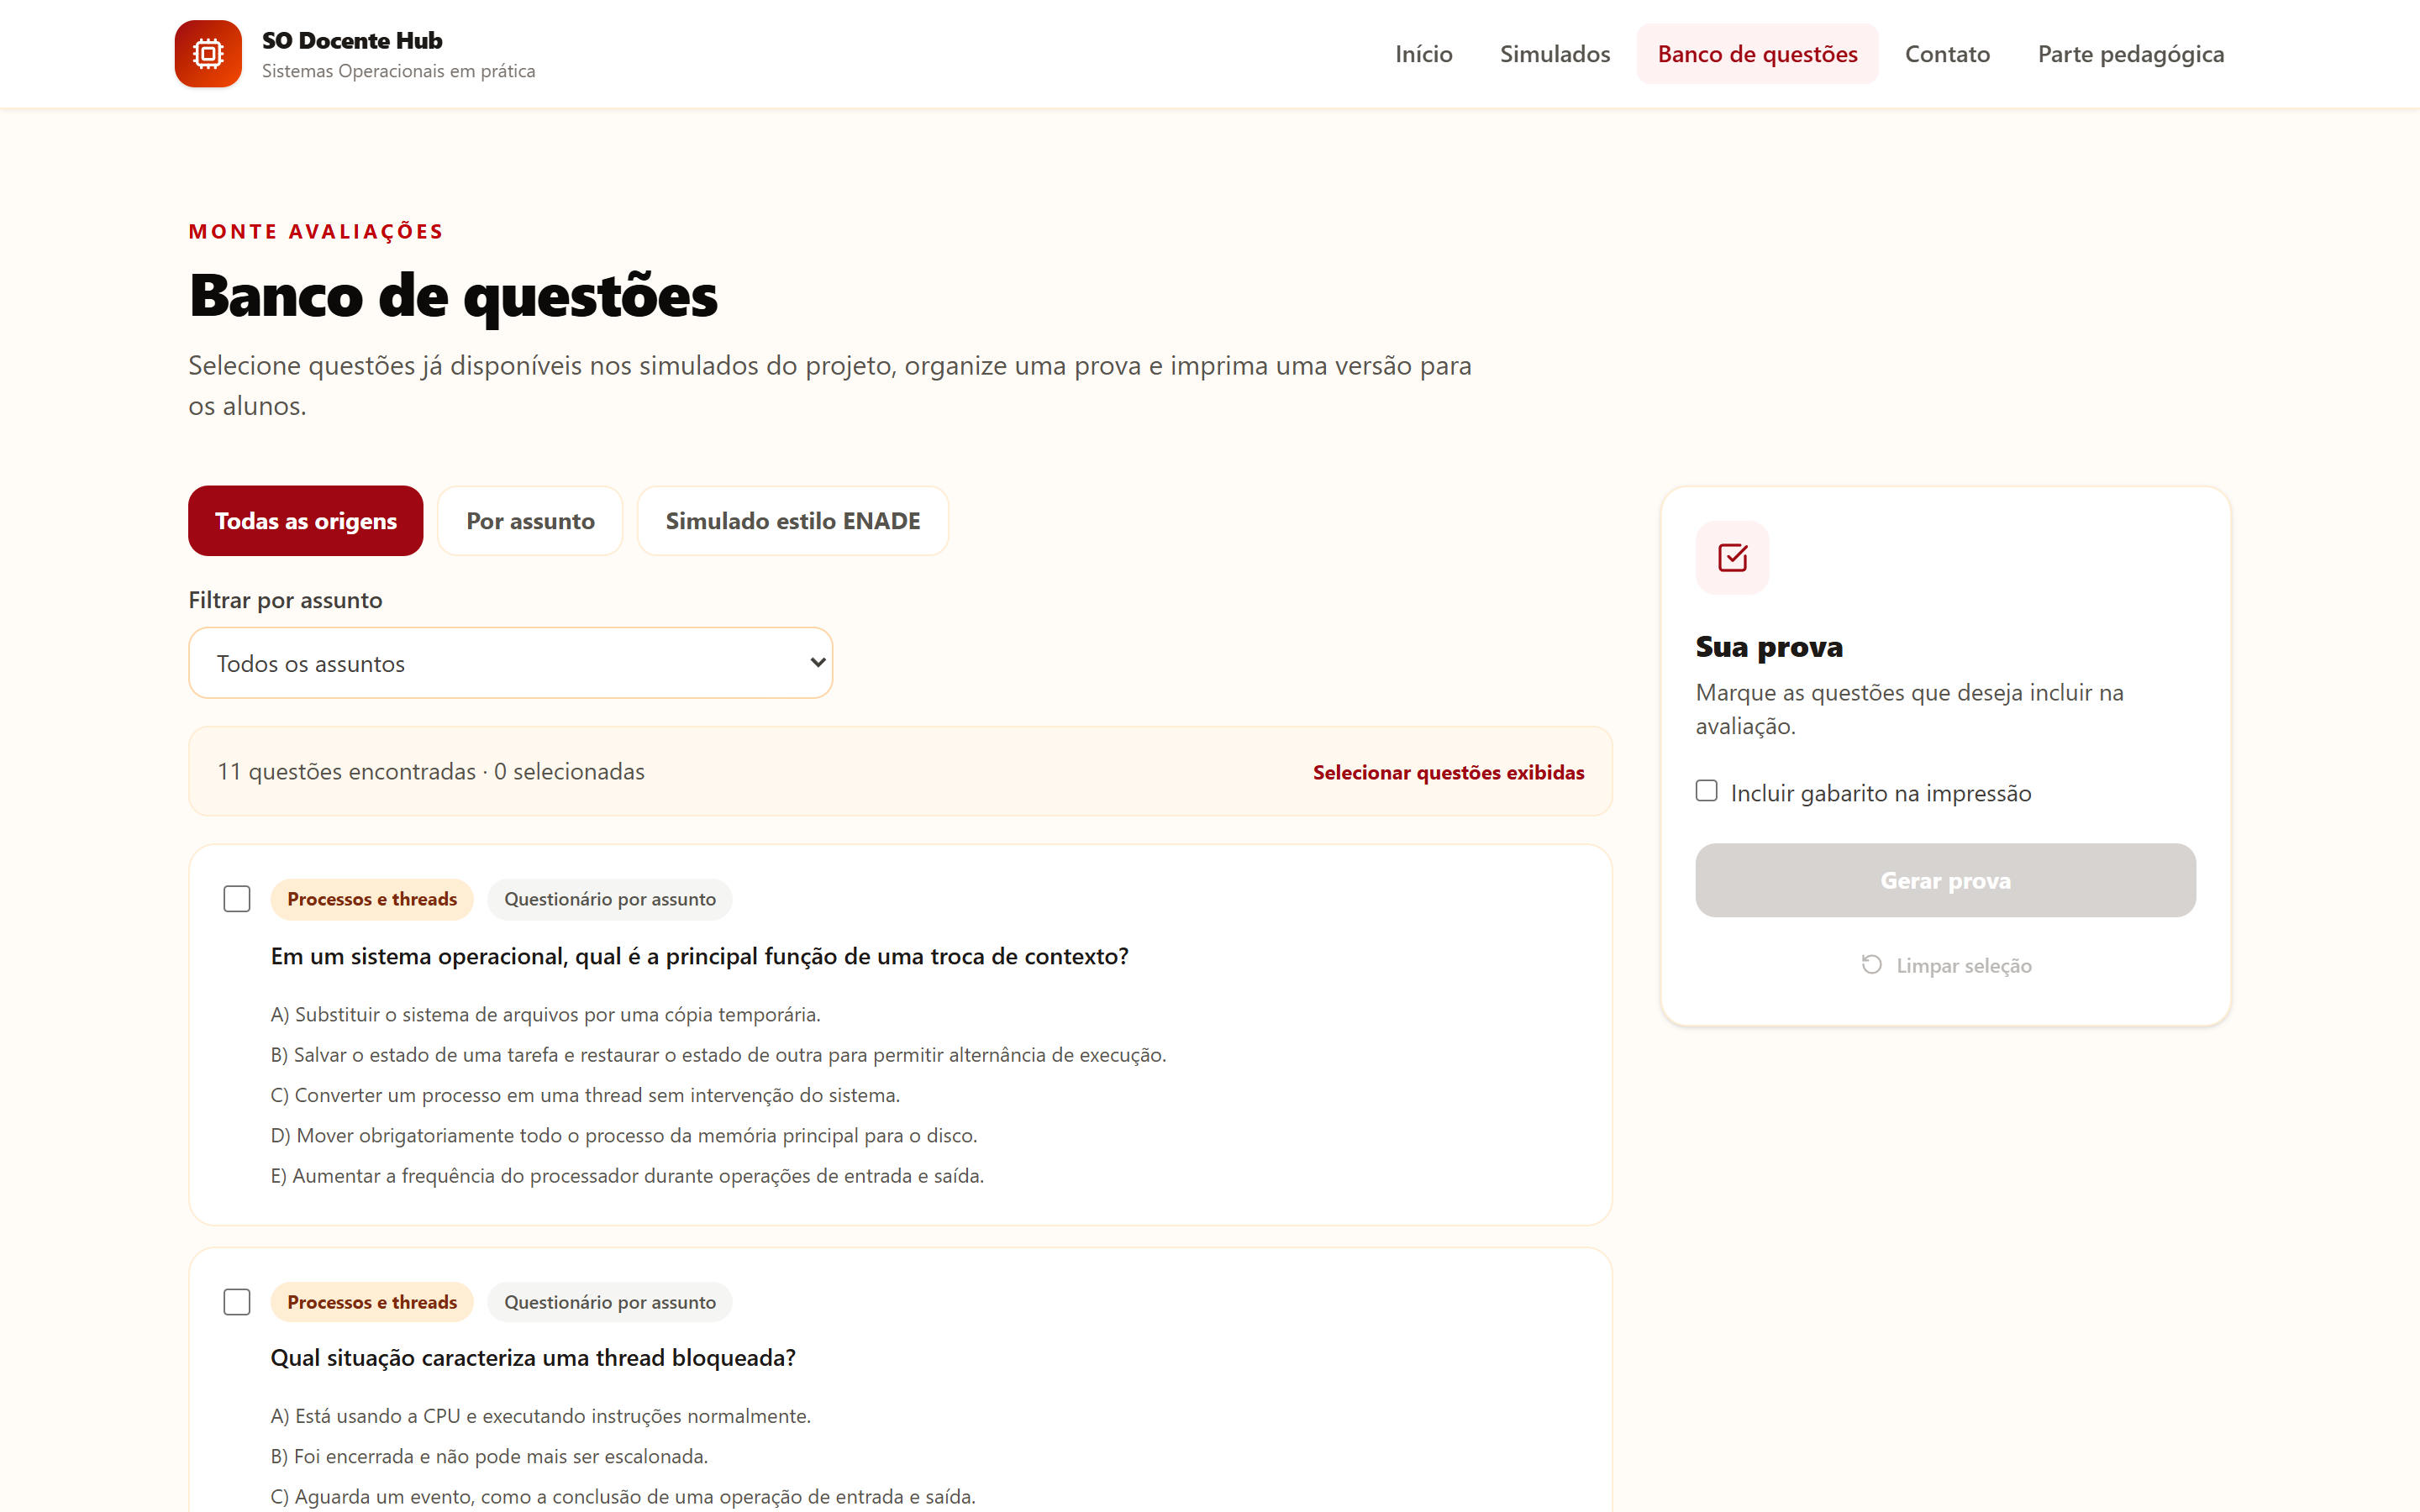 SO Docente Hub
Sistemas Operacionais em prática
Início
Simulados
Banco de questões
Contato
Parte pedagógica
MONTE AVALIAÇÕES
Banco de questões
Selecione questões já disponíveis nos simulados do projeto, organize uma prova e imprima uma versão para
os alunos.
Todas as origens
Por assunto
Simulado estilo ENADE
Filtrar por assunto
Todos os assuntos
11 questões encontradas · 0 selecionadas
Selecionar questões exibidas
Processos e threads
Questionário por assunto
Em um sistema operacional, qual é a principal função de uma troca de contexto?
A) Substituir o sistema de arquivos por uma cópia temporária.
B) Salvar o estado de uma tarefa e restaurar o estado de outra para permitir alternância de execução.
C) Converter um processo em uma thread sem intervenção do sistema.
D) Mover obrigatoriamente todo o processo da memória principal para o disco.
E) Aumentar a frequência do processador durante operações de entrada e saída.
Processos e threads
Questionário por assunto
Qual situação caracteriza uma thread bloqueada?
A) Está usando a CPU e executando instruções normalmente.
B) Foi encerrada e não pode mais ser escalonada.
C) Aguarda um evento, como a conclusão de uma operação de entrada e saída.
Sua prova
Marque as questões que deseja incluir na
avaliação.
Incluir gabarito na impressão
Gerar prova
Limpar seleção